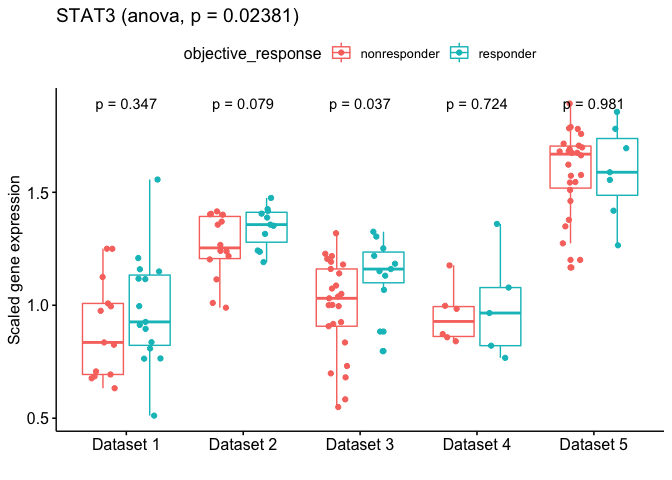 STAT3 (anova, p = 0.02381)
objective_response nonresponder responder
p = 0.347 p = 0.079 p = 0.037 p = 0.724 p = 0.981
Scaled gene expression
1.5
1.0
0.5
Dataset 1 Dataset 2 Dataset 3 Dataset 4 Dataset 5